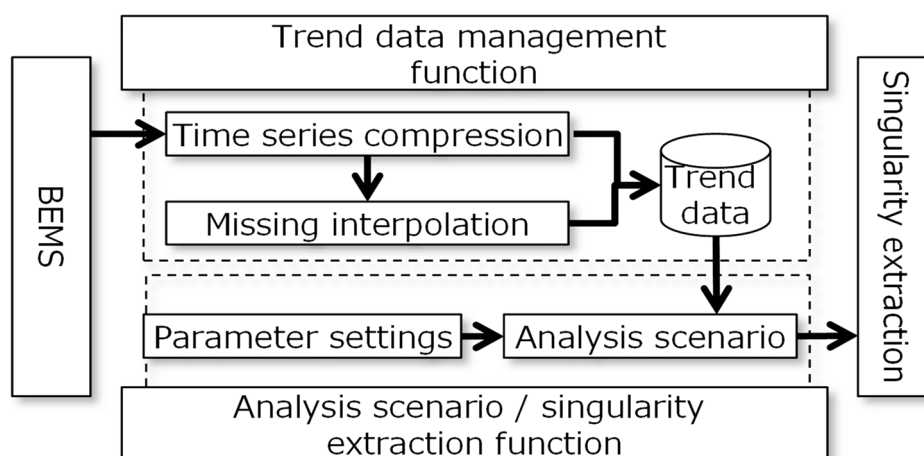 Trend data management
function
BEMS
Time series compression
Missing interpolation
Trend
data
Parameter settings
Analysis scenario
Singularity extraction
Analysis scenario / singularity
extraction function